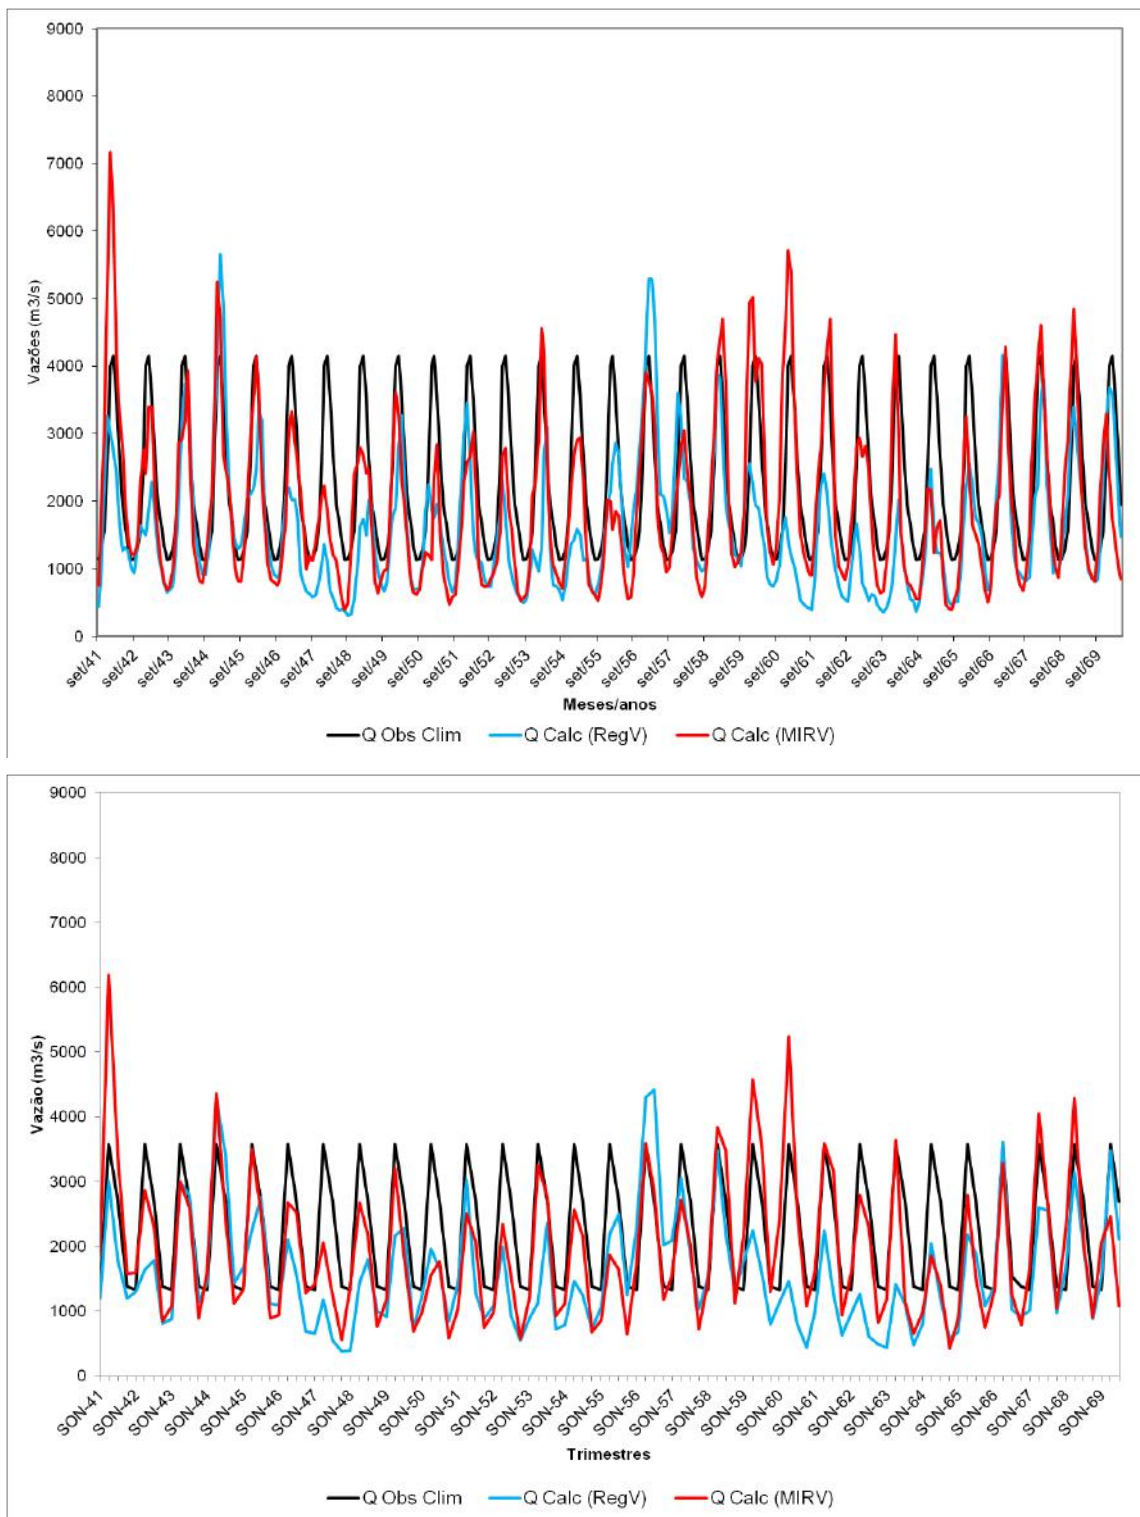 9000
8000
7000
6000
5000
4000
3000
2000
1000
0
Vazões (m3/s)
set/41
set/42
set/43
set/44
set/45
set/46
set/47
set/48
set/49
set/50
set/51
set/52
set/53
set/54
set/55
set/56
set/57
set/58
set/59
set/60
set/61
set/62
set/63
set/64
set/65
set/66
set/67
set/68
set/69
Meses/anos
Q Obs Clim Q Calc (RegV) Q Calc (MIRV)
9000
8000
7000
6000
5000
4000
3000
2000
1000
0
Vazão (m3/s)
SON-41
SON-42
SON-43
SON-44
SON-45
SON-46
SON-47
SON-48
SON-49
SON-50
SON-51
SON-52
SON-53
SON-54
SON-55
SON-56
SON-57
SON-58
SON-59
SON-60
SON-61
SON-62
SON-63
SON-64
SON-65
SON-66
SON-67
SON-68
SON-69
Trimestres
Q Obs Clim Q Calc (RegV) Q Calc (MIRV)